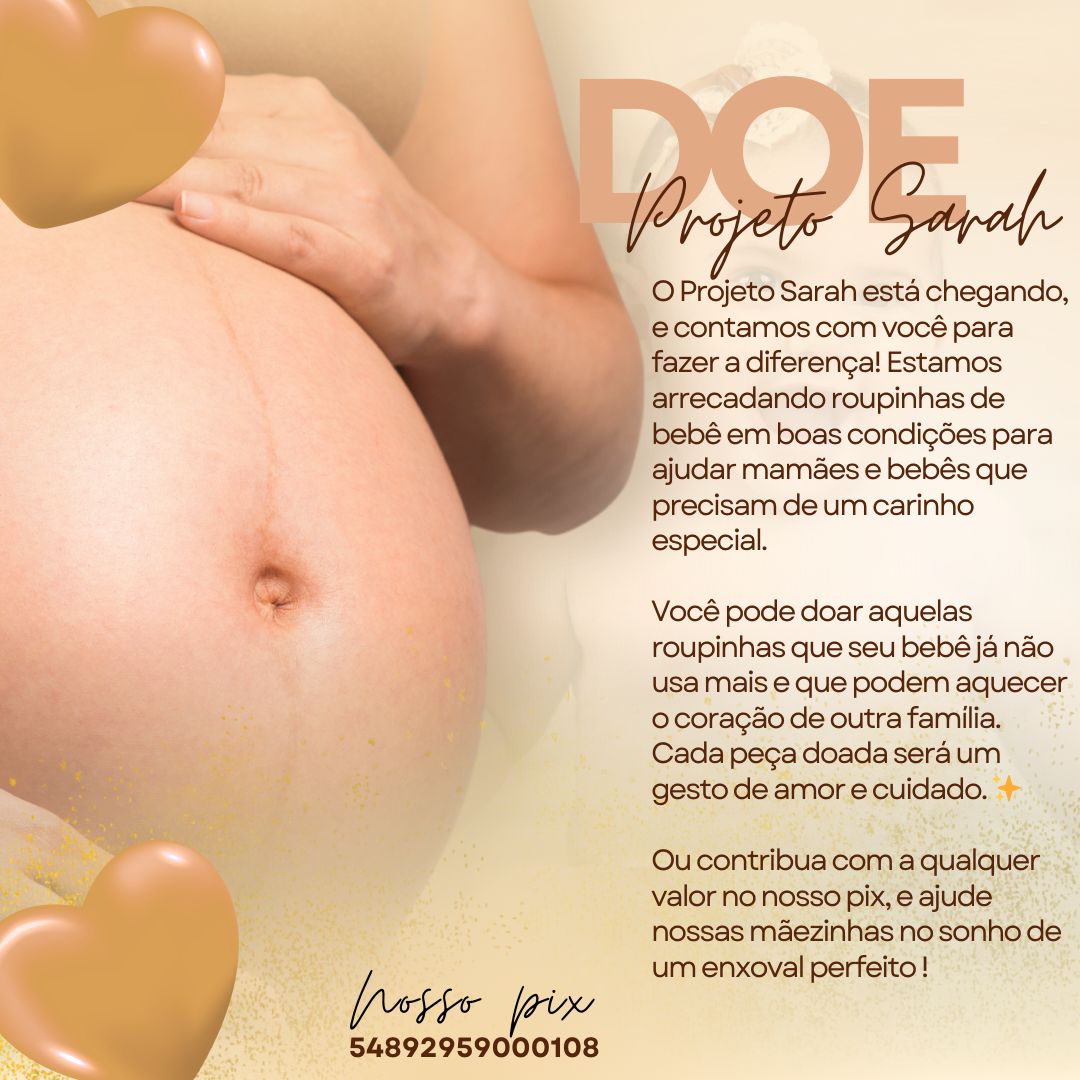 DOE
Projeto Sarah
O Projeto Sarah está chegando,
e contamos com você para
fazer a diferença! Estamos
arrecadando roupinhas de
bebê em boas condições para
ajudar mamães e bebês que
precisam de um carinho
especial.
Você pode doar aquelas
roupinhas que seu bebê já não
usa mais e que podem aquecer
o coração de outra família.
Cada peça doada será um
gesto de amor e cuidado. ✨
Ou contribua com a qualquer
valor no nosso pix, e ajude
nossas mãezinhas no sonho de
um enxoval perfeito !
Nosso pix
54892959000108